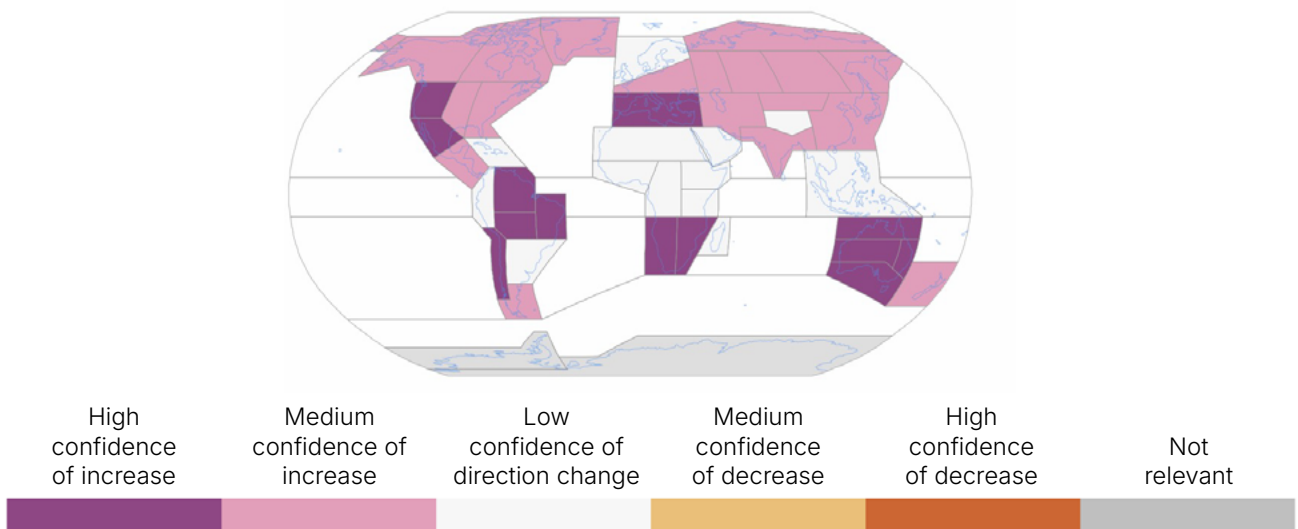 High
confidence
of increase
Medium
confidence of
increase
Low
confidence of
direction change
Medium
confidence
of decrease
High
confidence
of decrease
Not
relevant